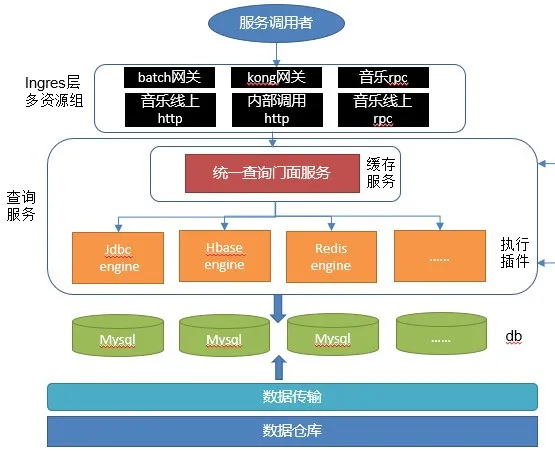 服务调用者
Ingres层
多资源组
batch网关
kong网关
音乐rpc
音乐线上
http
内部调用
http
音乐线上
rpc
查询
服务
统一查询门面服务
缓存
服务
Jdbc
engine
Hbase
engine
Redis
engine
......
执行
插件
Mysql
Mysql
Mysql
......
db
数据传输
数据仓库